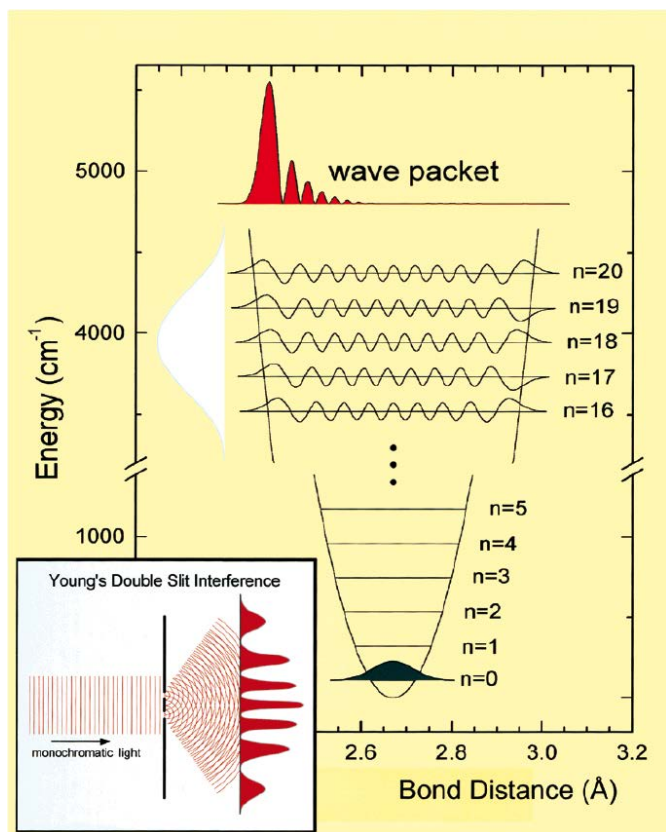 5000
wave packet
n=20
n=19
4000
n=18
n=17
n=16
Energy (cm-1)
n=5
1000
n=4
n=3
n=2
n=1
n=0
Young's Double Slit Interference
monochromatic light
2.6 2.8 3.0 3.2
Bond Distance (Å)